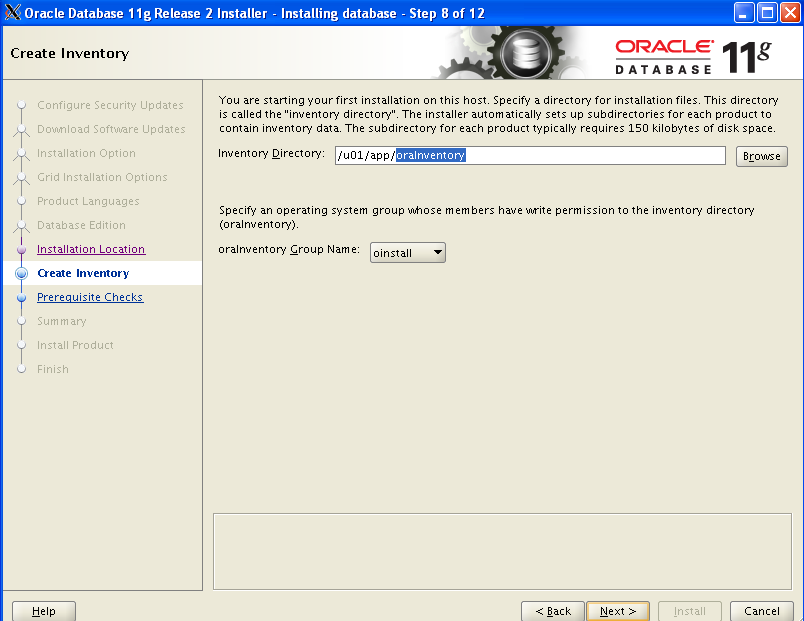 Oracle Database 11g Release 2 Installer - Installing database - Step 8 of 12
Create Inventory
ORACLE
DATABASE 11g
Configure Security Updates
Download Software Updates
Installation Option
Grid Installation Options
Product Languages
Database Edition
Installation Location
Create Inventory
Prerequisite Checks
Summary
Install Product
Finish
You are starting your first installation on this host. Specify a directory for installation files. This directory
is called the "inventory directory". The installer automatically sets up subdirectories for each product to
contain inventory data. The subdirectory for each product typically requires 150 kilobytes of disk space.
Inventory Directory: /u01/app/oraInventory Browse
Specify an operating system group whose members have write permission to the inventory directory
(oraInventory).
oraInventory Group Name: oinstall
Help < Back Next > Install Cancel